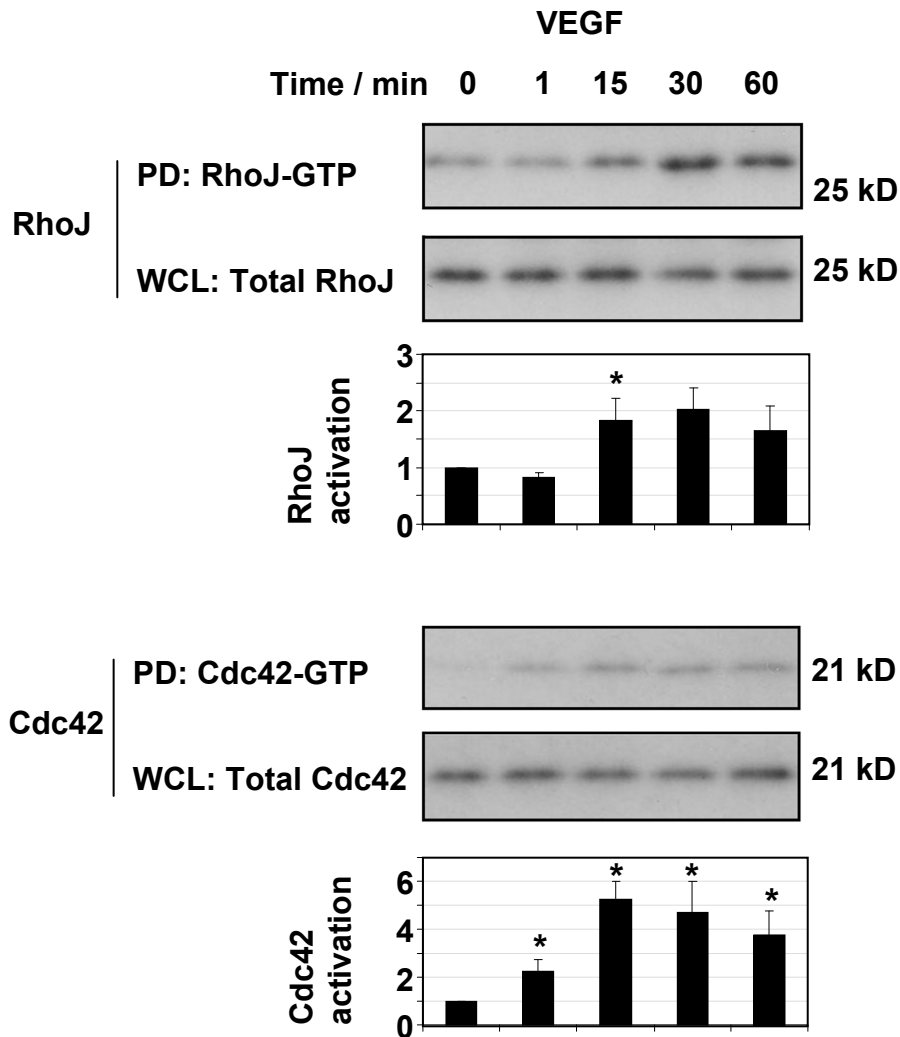 VEGF
Time / min 0 1 15 30 60
PD: RhoJ-GTP
25 kD
RhoJ
WCL: Total RhoJ
25 kD
3
2
1
0
*
RhoJ
activation
PD: Cdc42-GTP
21 kD
Cdc42
WCL: Total Cdc42
21 kD
6
4
2
0
* * * *
Cdc42
activation